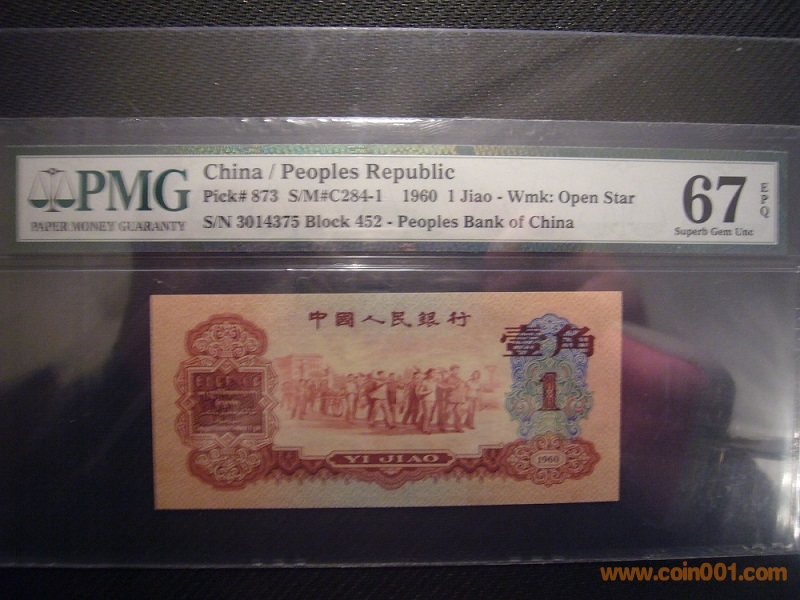 PMG
PAPER MONEY GUARANTY
China / Peoples Republic
Pick# 873 S/M#C284-1 1960 1 Jiao - Wmk: Open Star
S/N 3014375 Block 452 - Peoples Bank of China
67 EPQ
Superb Gem Unc
中國人民銀行
壹角
1
YI JIAO
1960
www.coin001.com